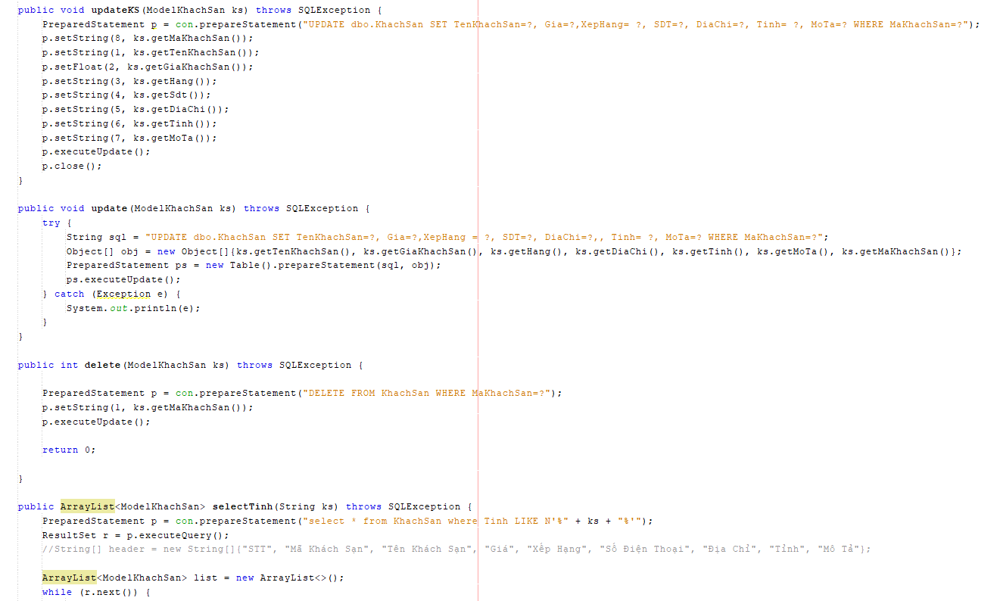 public void updateKS(ModelKhachSan ks) throws SQLException {
PreparedStatement p = con.prepareStatement("UPDATE dbo.KhachSan SET TenKhachSan=?, Gia=?,XepHang= ?, SDT=?, DiaChi=?, Tinh= ?, MoTa=? WHERE MaKhachSan=?");
p.setString(8, ks.getMaKhachSan());
p.setString(1, ks.getTenKhachSan());
p.setFloat(2, ks.getGiaKhachSan());
p.setString(3, ks.getHang());
p.setString(4, ks.getSdt());
p.setString(5, ks.getDiaChi());
p.setString(6, ks.getTinh());
p.setString(7, ks.getMoTa());
p.executeUpdate();
p.close();
}
public void update(ModelKhachSan ks) throws SQLException {
try {
String sql = "UPDATE dbo.KhachSan SET TenKhachSan=?, Gia=?,XepHang = ?, SDT=?, DiaChi=?,, Tinh= ?, MoTa=? WHERE MaKhachSan=?";
Object[] obj = new Object[]{ks.getTenKhachSan(), ks.getGiaKhachSan(), ks.getHang(), ks.getDiaChi(), ks.getTinh(), ks.getMoTa(), ks.getMaKhachSan()};
PreparedStatement ps = new Table().prepareStatement(sql, obj);
ps.executeUpdate();
} catch (Exception e) {
System.out.println(e);
}
}
public int delete(ModelKhachSan ks) throws SQLException {
PreparedStatement p = con.prepareStatement("DELETE FROM KhachSan WHERE MaKhachSan=?");
p.setString(1, ks.getMaKhachSan());
p.executeUpdate();
return 0;
}
public ArrayList<ModelKhachSan> selectTinh(String ks) throws SQLException {
PreparedStatement p = con.prepareStatement("select * from KhachSan where Tinh LIKE N'%" + ks + "%'");
ResultSet r = p.executeQuery();
//String[] header = new String[]{"STT", "Mã Khách Sạn", "Tên Khách Sạn", "Giá", "Xếp Hạng", "Số Điện Thoại", "Địa Chỉ", "Tỉnh", "Mô Tả"};
ArrayList<ModelKhachSan> list = new ArrayList<>();
while (r.next()) {